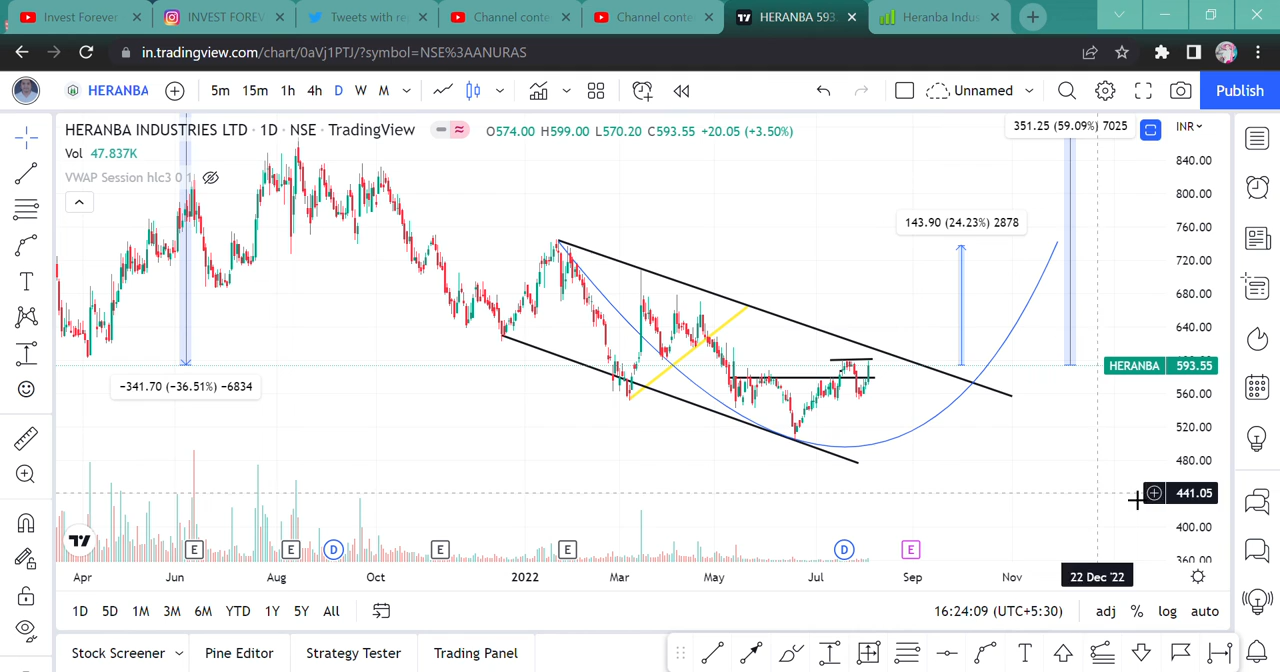 Invest Forever
INVEST FOREV
Tweets with re
Channel conte
Channel conte
HERANBA 593
Heranba Indus
in.tradingview.com/chart/0aVj1PTJ/?symbol=NSE%3AANURAS
HERANBA
5m 15m 1h 4h D W M
Unnamed
Publish
HERANBA INDUSTRIES LTD · 1D · NSE · TradingView
O574.00 H599.00 L570.20 C593.55 +20.05 (+3.50%)
351.25 (59.09%) 7025
INR
Vol 47.837K
VWAP Session hlc3 0 1
840.00
800.00
760.00
720.00
680.00
640.00
143.90 (24.23%) 2878
HERANBA 593.55
−341.70 (−36.51%) −6834
560.00
520.00
480.00
441.05
400.00
360.00
E E D E E D E
Apr Jun Aug Oct 2022 Mar May Jul Sep Nov 22 Dec '22
1D 5D 1M 3M 6M YTD 1Y 5Y All
16:24:09 (UTC+5:30) adj % log auto
Stock Screener Pine Editor Strategy Tester Trading Panel